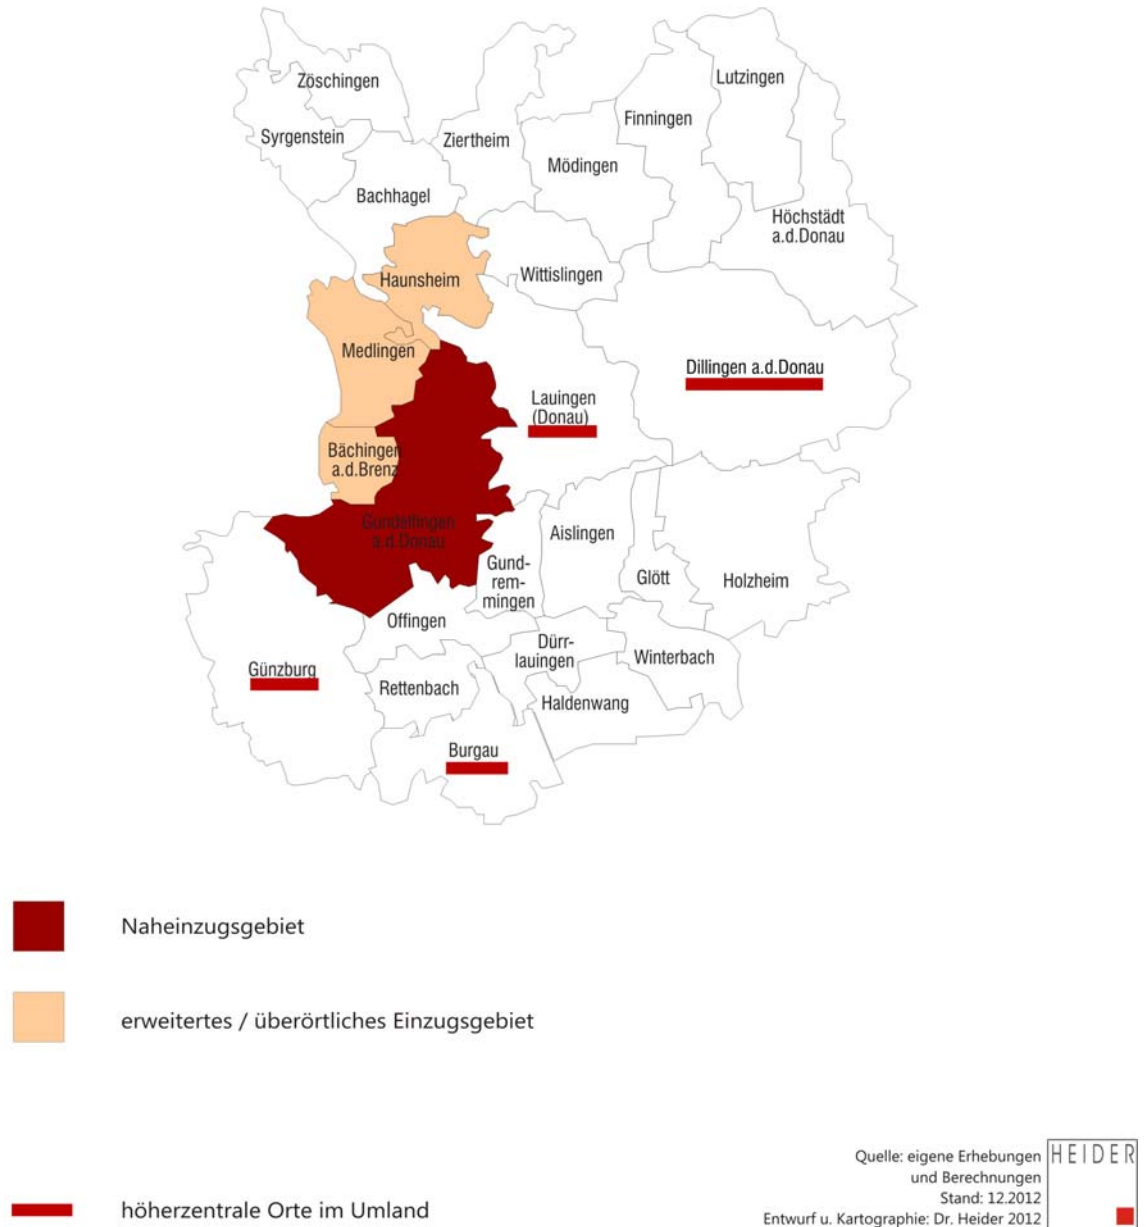 Zöschingen
Lutzingen
Syrgenstein
Ziertheim
Finningen
Mödingen
Bachhagel
Höchstädt
a.d.Donau
Haunsheim
Wittislingen
Medlingen
Dillingen a.d.Donau
Lauingen
(Donau)
Bächingen
a.d.Brenz
Gundelfingen
a.d.Donau
Aislingen
Gund-
rem-
mingen
Glött
Holzheim
Offingen
Dürr-
lauingen
Winterbach
Günzburg
Rettenbach
Haldenwang
Burgau
Naheinzugsgebiet
erweitertes / überörtliches Einzugsgebiet
höherzentrale Orte im Umland
Quelle: eigene Erhebungen
und Berechnungen
Stand: 12.2012
Entwurf u. Kartographie: Dr. Heider 2012
HEIDER